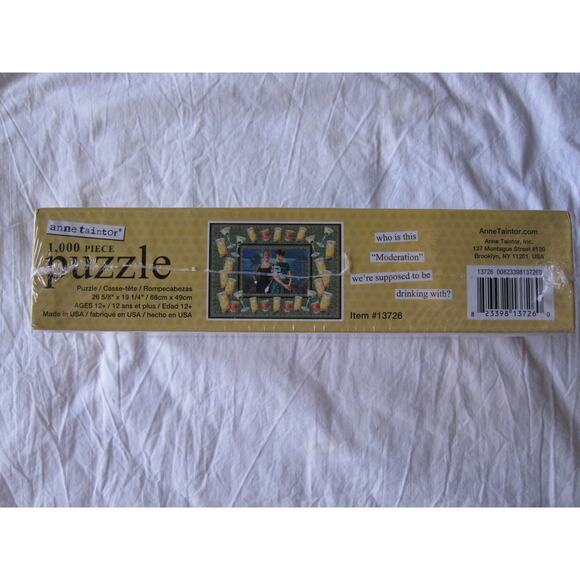 anne taintor®
1,000 PIECE
puzzle
Puzzle / Casse-tête / Rompecabezas
26 5/8" x 19 1/4" / 68cm x 49cm
AGES 12+ / 12 ans et plus / Edad 12+
Made in USA / fabriqué en USA / hecho en USA
who is this
"Moderation"
we're supposed to be
drinking with?
Item #13726
AnneTaintor.com
Anne Taintor, Inc.
137 Montague Street #120
Brooklyn, NY 11201 USA
8 23398 13726 0